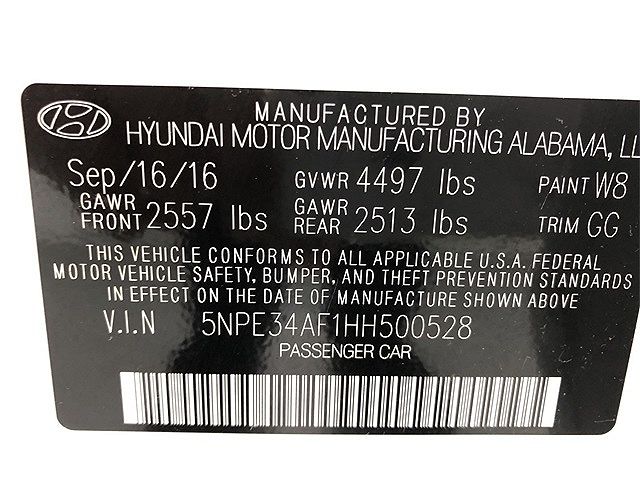 MANUFACTURED BY
HYUNDAI MOTOR MANUFACTURING ALABAMA, LL
Sep/16/16 GVWR 4497 lbs PAINT W8
GAWR FRONT 2557 lbs GAWR REAR 2513 lbs TRIM GG
THIS VEHICLE CONFORMS TO ALL APPLICABLE U.S.A. FEDERAL
MOTOR VEHICLE SAFETY, BUMPER, AND THEFT PREVENTION STANDARDS
IN EFFECT ON THE DATE OF MANUFACTURE SHOWN ABOVE
V.I.N 5NPE34AF1HH500528
PASSENGER CAR